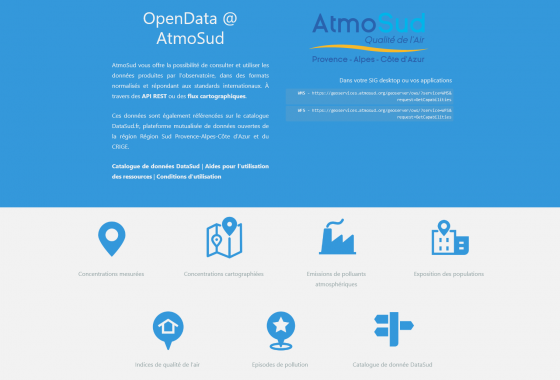 OpenData @
AtmoSud
AtmoSud vous offre la possibilité de consulter et utiliser les
données produites par l'observatoire, dans des formats
normalisés et répondant aux standards internationaux. À
travers des API REST ou des flux cartographiques.
Ces données sont également référencées sur le catalogue
DataSud.fr, plateforme mutualisée de données ouvertes de
la région Région Sud Provence-Alpes-Côte d'Azur et du
CRIGE.
Catalogue de données DataSud | Aides pour l'utilisation
des ressources | Conditions d'utilisation
AtmoSud
Qualité de l'Air
Provence - Alpes - Côte d'Azur
Dans votre SIG desktop ou vos applications
WMS - https://geoservices.atmosud.org/geoserver/ows?service=WMS&
request=GetCapabilities
WFS - https://geoservices.atmosud.org/geoserver/ows?service=WFS&
request=GetCapabilities
Concentrations mesurées
Concentrations cartographiées
Emissions de polluants
atmosphériques
Exposition des populations
Indices de qualité de l'air
Episodes de pollution
Catalogue de donnée DataSud